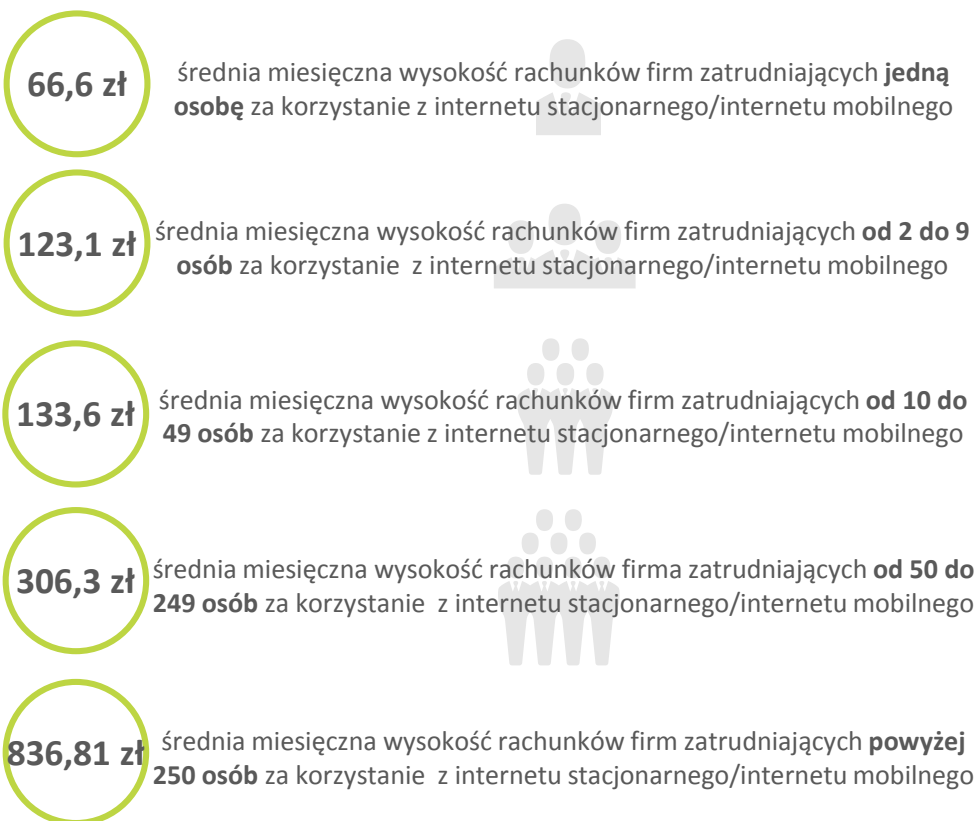 66,6 zł
średnia miesięczna wysokość rachunków firm zatrudniających jedną
osobę za korzystanie z internetu stacjonarnego/internetu mobilnego
123,1 zł
średnia miesięczna wysokość rachunków firm zatrudniających od 2 do 9
osób za korzystanie  z internetu stacjonarnego/internetu mobilnego
133,6 zł
średnia miesięczna wysokość rachunków firm zatrudniających od 10 do
49 osób za korzystanie z internetu stacjonarnego/internetu mobilnego
306,3 zł
średnia miesięczna wysokość rachunków firma zatrudniających od 50 do
249 osób za korzystanie  z internetu stacjonarnego/internetu mobilnego
836,81 zł
średnia miesięczna wysokość rachunków firm zatrudniających powyżej
250 osób za korzystanie  z internetu stacjonarnego/internetu mobilnego